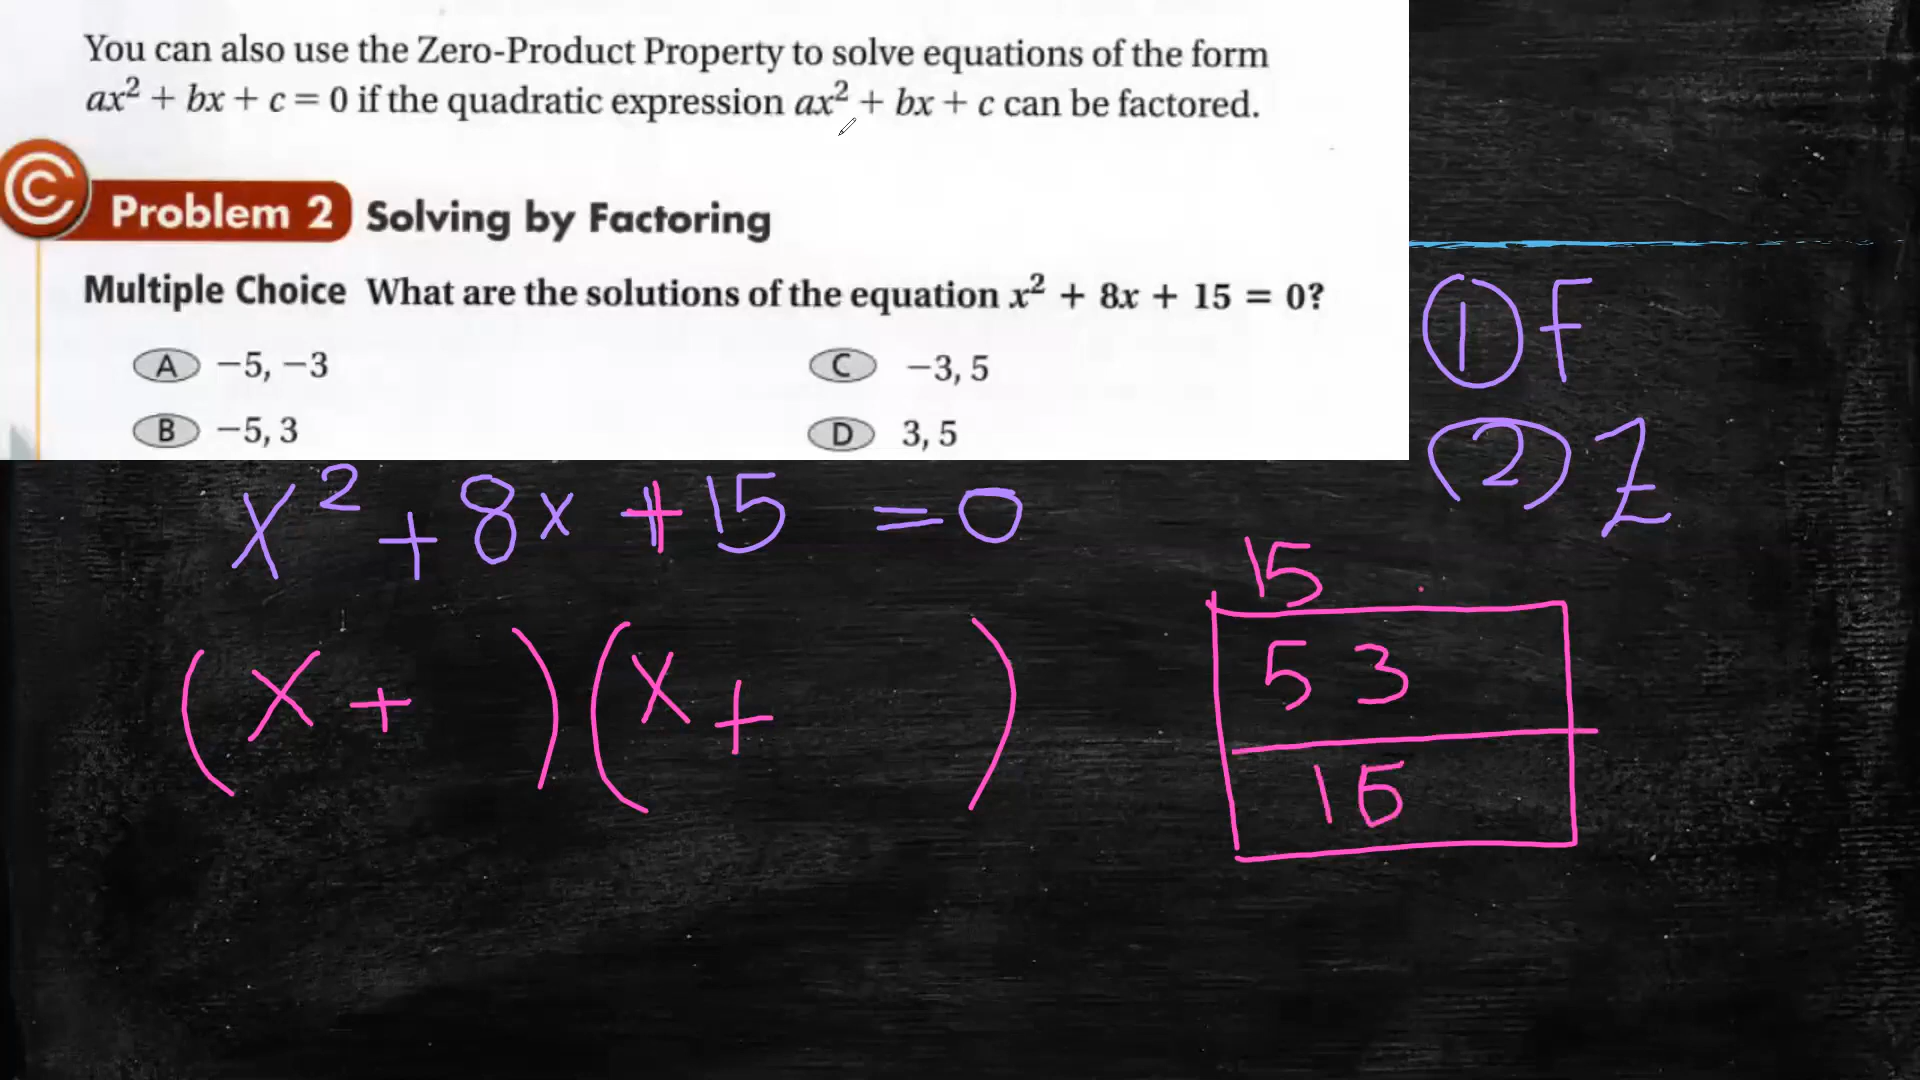 You can also use the Zero-Product Property to solve equations of the form
ax² + bx + c = 0 if the quadratic expression ax² + bx + c can be factored.
C
Problem 2 Solving by Factoring
Multiple Choice What are the solutions of the equation x² + 8x + 15 = 0?
A −5, −3
C −3, 5
B −5, 3
D 3, 5
① F
② Z
x² + 8x + 15 = 0
15
(x + )(x + )
5 3
15